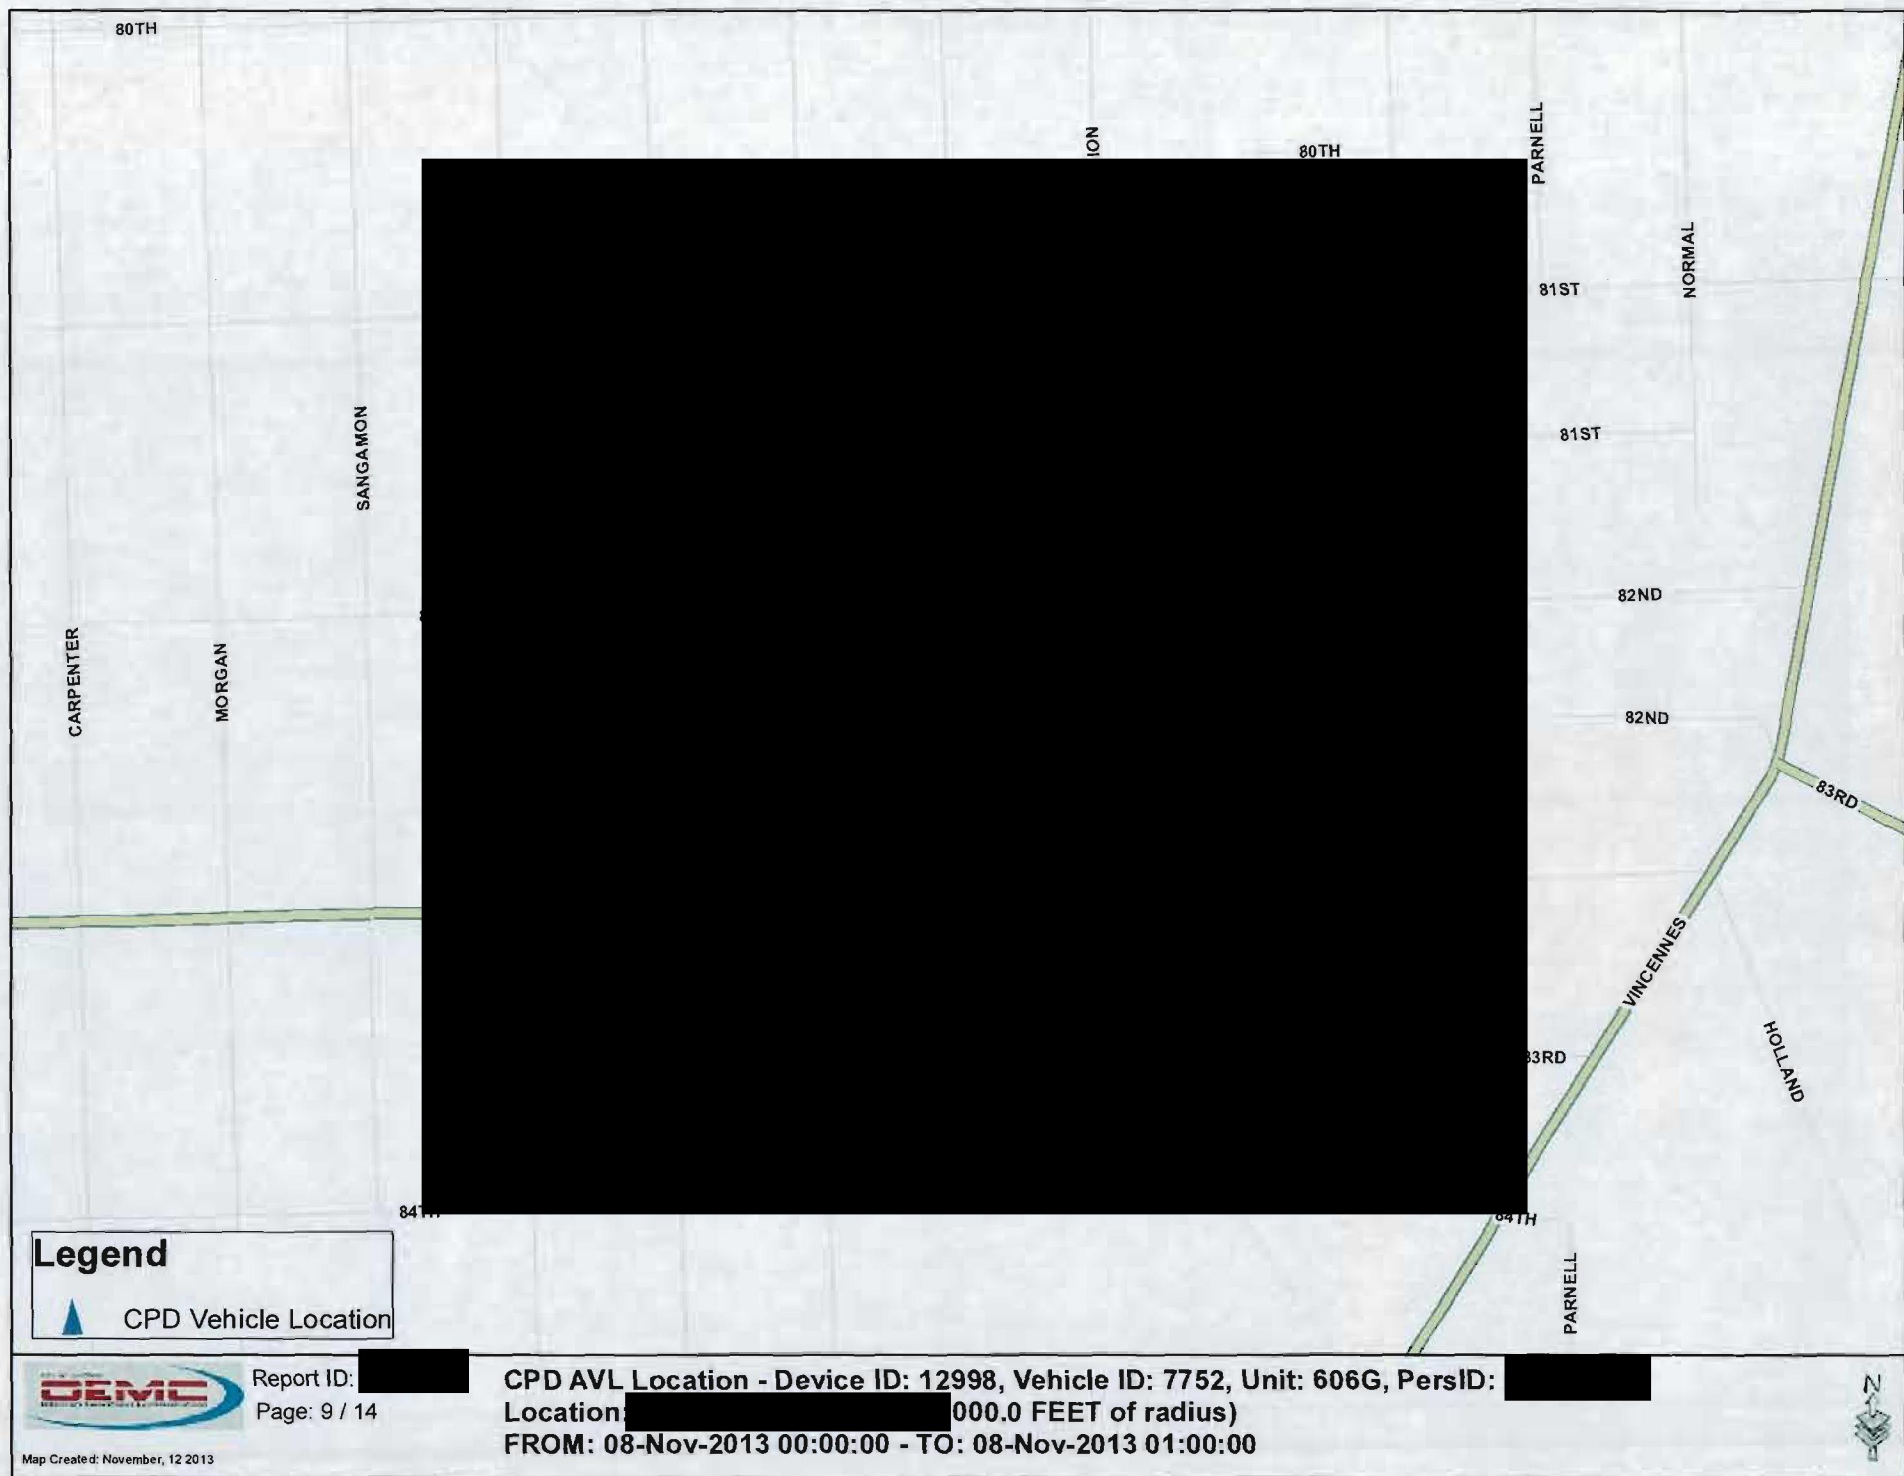 80TH
ION
80TH
PARNELL
NORMAL
81ST
SANGAMON
81ST
82ND
CARPENTER
MORGAN
82ND
83RD
VINCENNES
HOLLAND
83RD
84TH
84TH
PARNELL
Legend
CPD Vehicle Location
OEMC
Report ID:
Page: 9 / 14
Map Created: November, 12 2013
CPD AVL Location - Device ID: 12998, Vehicle ID: 7752, Unit: 606G, PersID:
Location: 000.0 FEET of radius)
FROM: 08-Nov-2013 00:00:00 - TO: 08-Nov-2013 01:00:00
N